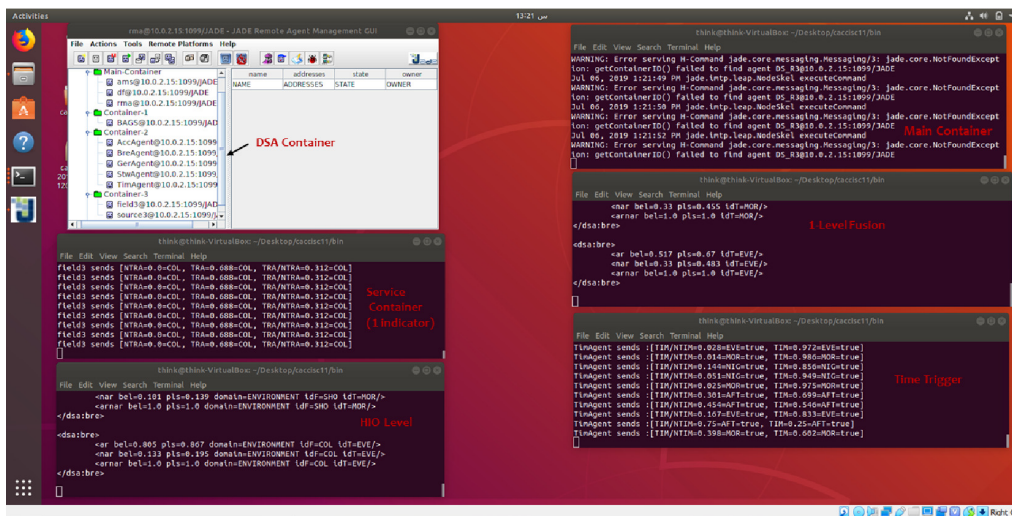 Activities
13:21 س
rma@10.0.2.15:1099/JADE - JADE Remote Agent Management GUI
File Actions Tools Remote Platforms Help
Main-Container
ams@10.0.2.15:1099/JADE
df@10.0.2.15:1099/JADE
rma@10.0.2.15:1099/JADE
Container-1
BAGS@10.0.2.15:1099/JAD
Container-2
AccAgent@10.0.2.15:1099
BreAgent@10.0.2.15:1099
GerAgent@10.0.2.15:1099
StwAgent@10.0.2.15:1099
TimAgent@10.0.2.15:1099
Container-3
field3@10.0.2.15:1099/JAD
source3@10.0.2.15:1099/J
name addresses state owner
NAME ADDRESSES STATE OWNER
DSA Container
think@think-VirtualBox: ~/Desktop/caccisc11/bin
File Edit View Search Terminal Help
field3 sends [NTRA=0.0=COL, TRA=0.688=COL, TRA/NTRA=0.312=COL]
field3 sends [NTRA=0.0=COL, TRA=0.688=COL, TRA/NTRA=0.312=COL]
field3 sends [NTRA=0.0=COL, TRA=0.688=COL, TRA/NTRA=0.312=COL]
field3 sends [NTRA=0.0=COL, TRA=0.688=COL, TRA/NTRA=0.312=COL]
field3 sends [NTRA=0.0=COL, TRA=0.688=COL, TRA/NTRA=0.312=COL]
field3 sends [NTRA=0.0=COL, TRA=0.688=COL, TRA/NTRA=0.312=COL]
field3 sends [NTRA=0.0=COL, TRA=0.688=COL, TRA/NTRA=0.312=COL]
field3 sends [NTRA=0.0=COL, TRA=0.688=COL, TRA/NTRA=0.312=COL]
Service
Container
(1 indicator)
think@think-VirtualBox: ~/Desktop/caccisc11/bin
File Edit View Search Terminal Help
<nar bel=0.101 pls=0.139 domain=ENVIRONMENT idF=SHO idT=MOR/>
<arnar bel=1.0 pls=1.0 domain=ENVIRONMENT idF=SHO idT=MOR/>
</dsa:bre>
<dsa:bre>
<ar bel=0.805 pls=0.867 domain=ENVIRONMENT idF=COL idT=EVE/>
<nar bel=0.133 pls=0.195 domain=ENVIRONMENT idF=COL idT=EVE/>
<arnar bel=1.0 pls=1.0 domain=ENVIRONMENT idF=COL idT=EVE/>
</dsa:bre>
HIO Level
think@think-VirtualBox: ~/Desktop/caccisc11/bin
File Edit View Search Terminal Help
WARNING: Error serving H-Command jade.core.messaging.Messaging/3: jade.core.NotFoundExcept
ion: getContainerID() failed to find agent DS_R3@10.0.2.15:1099/JADE
Jul 06, 2019 1:21:49 PM jade.imtp.leap.NodeSkel executeCommand
WARNING: Error serving H-Command jade.core.messaging.Messaging/3: jade.core.NotFoundExcept
ion: getContainerID() failed to find agent DS_R3@10.0.2.15:1099/JADE
Jul 06, 2019 1:21:50 PM jade.imtp.leap.NodeSkel executeCommand
WARNING: Error serving H-Command jade.core.messaging.Messaging/3: jade.core.NotFoundExcept
ion: getContainerID() failed to find agent DS_R3@10.0.2.15:1099/JADE
Jul 06, 2019 1:21:52 PM jade.imtp.leap.NodeSkel executeCommand
WARNING: Error serving H-Command jade.core.messaging.Messaging/3: jade.core.NotFoundExcept
ion: getContainerID() failed to find agent DS_R3@10.0.2.15:1099/JADE
Main Container
think@think-VirtualBox: ~/Desktop/caccisc11/bin
File Edit View Search Terminal Help
<nar bel=0.33 pls=0.455 idT=MOR/>
<arnar bel=1.0 pls=1.0 idT=MOR/>
</dsa:bre>
<dsa:bre>
<ar bel=0.517 pls=0.67 idT=EVE/>
<nar bel=0.33 pls=0.483 idT=EVE/>
<arnar bel=1.0 pls=1.0 idT=EVE/>
</dsa:bre>
1-Level Fusion
think@think-VirtualBox: ~/Desktop/caccisc11/bin
File Edit View Search Terminal Help
TimAgent sends :[TIM/NTIM=0.028=EVE=true, TIM=0.972=EVE=true]
TimAgent sends :[TIM/NTIM=0.014=MOR=true, TIM=0.986=MOR=true]
TimAgent sends :[TIM/NTIM=0.144=NIG=true, TIM=0.856=NIG=true]
TimAgent sends :[TIM/NTIM=0.051=NIG=true, TIM=0.949=NIG=true]
TimAgent sends :[TIM/NTIM=0.025=MOR=true, TIM=0.975=MOR=true]
TimAgent sends :[TIM/NTIM=0.301=AFT=true, TIM=0.699=AFT=true]
TimAgent sends :[TIM/NTIM=0.454=AFT=true, TIM=0.546=AFT=true]
TimAgent sends :[TIM/NTIM=0.167=EVE=true, TIM=0.833=EVE=true]
TimAgent sends :[TIM/NTIM=0.75=AFT=true, TIM=0.25=AFT=true]
TimAgent sends :[TIM/NTIM=0.398=MOR=true, TIM=0.602=MOR=true]
Time Trigger
Right